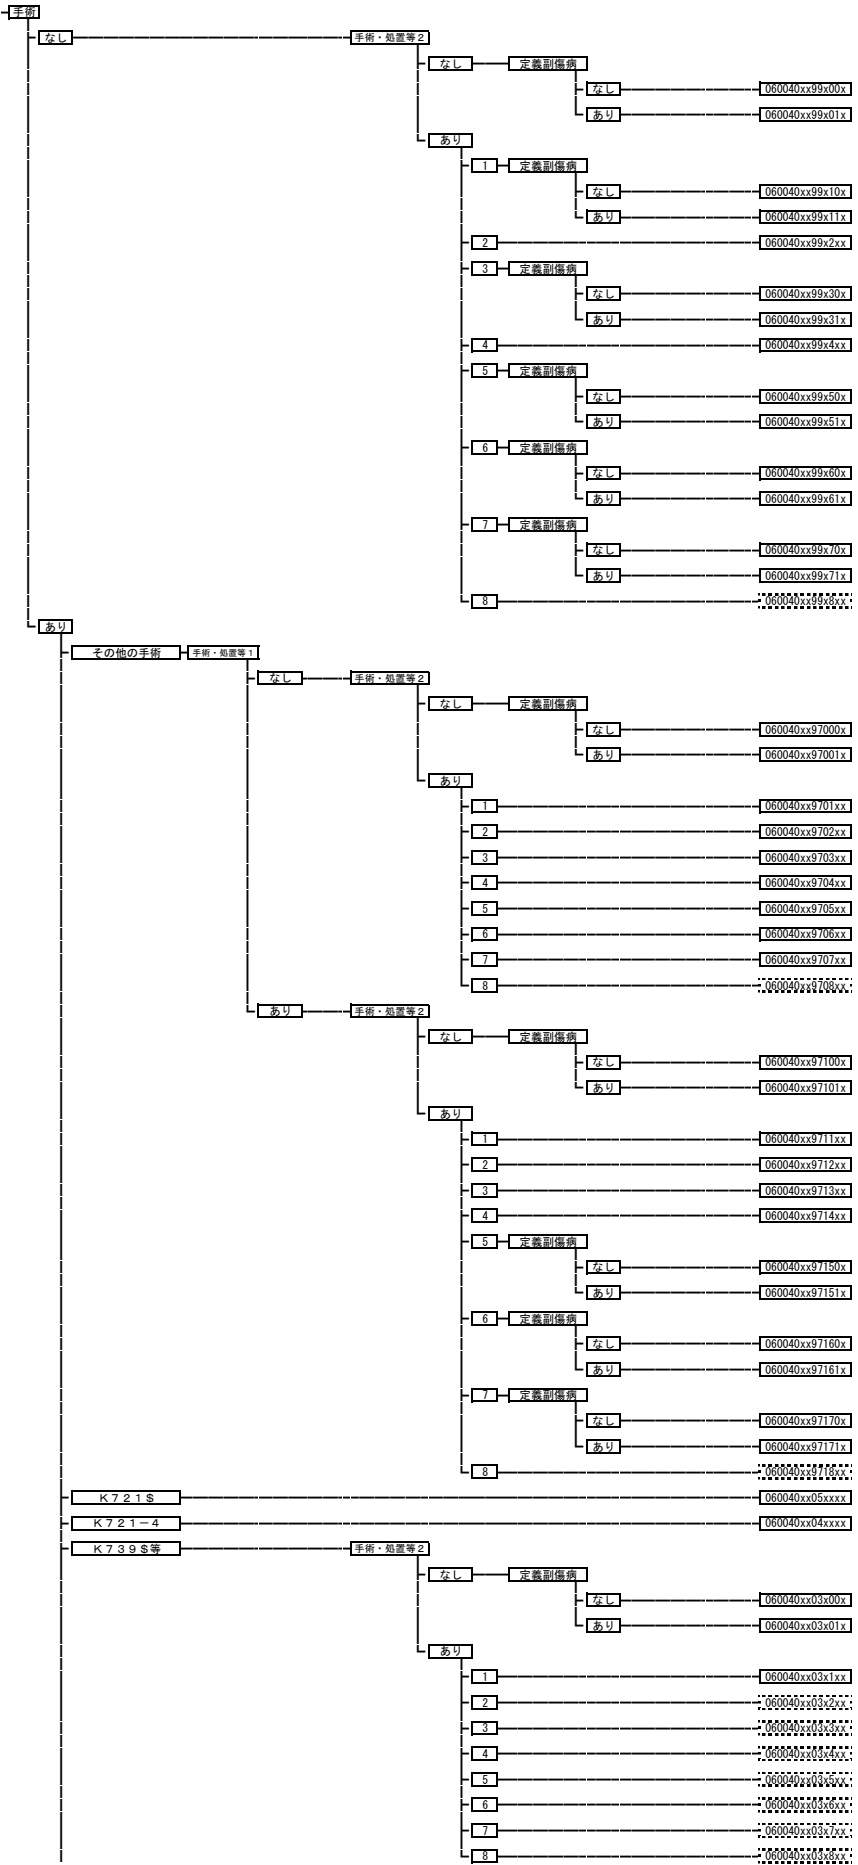 手術
なし 手術・処置等2
なし 定義副傷病
なし 060040xx99x00x
あり 060040xx99x01x
あり
1 定義副傷病
なし 060040xx99x10x
あり 060040xx99x11x
2 060040xx99x2xx
3 定義副傷病
なし 060040xx99x30x
あり 060040xx99x31x
4 060040xx99x4xx
5 定義副傷病
なし 060040xx99x50x
あり 060040xx99x51x
6 定義副傷病
なし 060040xx99x60x
あり 060040xx99x61x
7 定義副傷病
なし 060040xx99x70x
あり 060040xx99x71x
8 060040xx99x8xx
あり
その他の手術 手術・処置等1
なし 手術・処置等2
なし 定義副傷病
なし 060040xx97000x
あり 060040xx97001x
あり
1 060040xx9701xx
2 060040xx9702xx
3 060040xx9703xx
4 060040xx9704xx
5 060040xx9705xx
6 060040xx9706xx
7 060040xx9707xx
8 060040xx9708xx
あり 手術・処置等2
なし 定義副傷病
なし 060040xx97100x
あり 060040xx97101x
あり
1 060040xx9711xx
2 060040xx9712xx
3 060040xx9713xx
4 060040xx9714xx
5 定義副傷病
なし 060040xx97150x
あり 060040xx97151x
6 定義副傷病
なし 060040xx97160x
あり 060040xx97161x
7 定義副傷病
なし 060040xx97170x
あり 060040xx97171x
8 060040xx9718xx
K721$ 060040xx05xxxx
K721-4 060040xx04xxxx
K739$等 手術・処置等2
なし 定義副傷病
なし 060040xx03x00x
あり 060040xx03x01x
あり
1 060040xx03x1xx
2 060040xx03x2xx
3 060040xx03x3xx
4 060040xx03x4xx
5 060040xx03x5xx
6 060040xx03x6xx
7 060040xx03x7xx
8 060040xx03x8xx